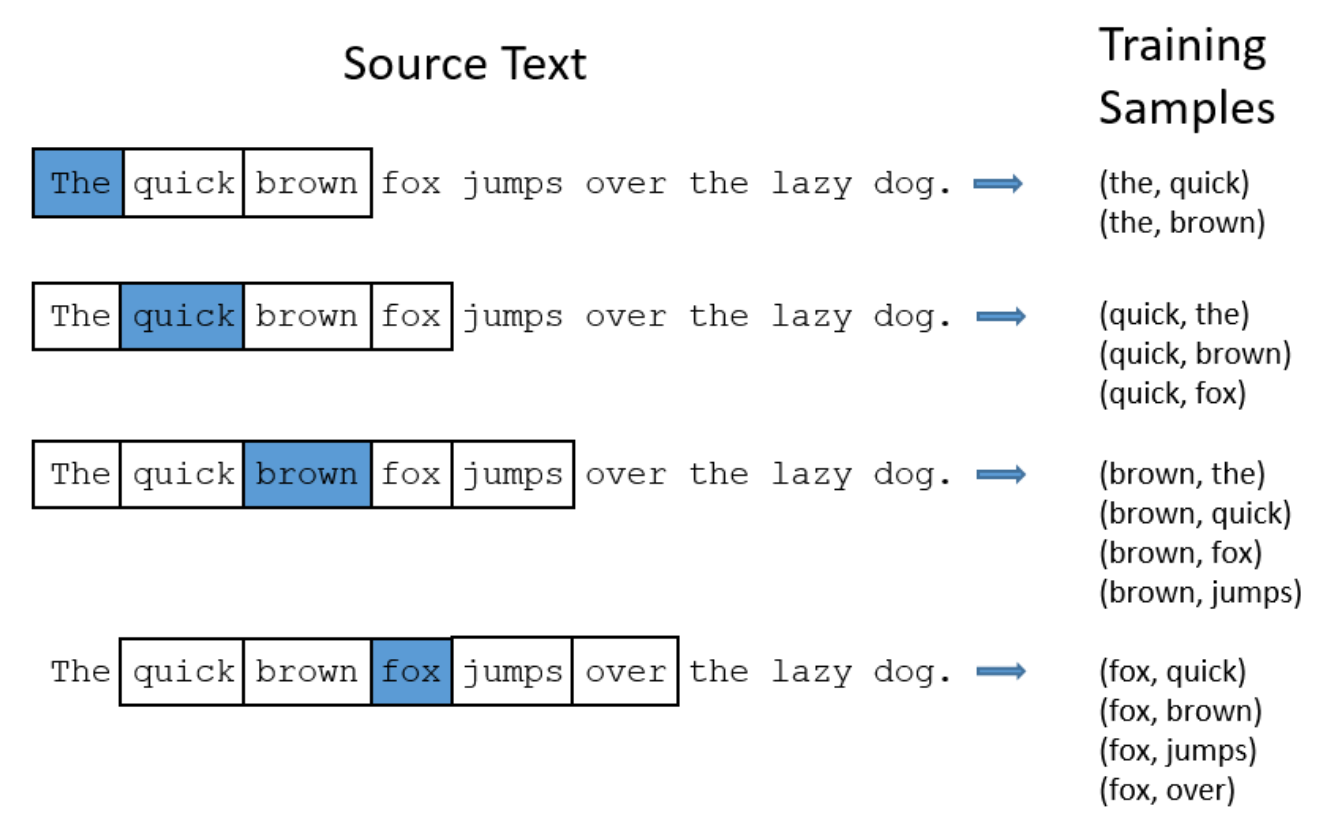 Source Text
Training
Samples
The quick brown fox jumps over the lazy dog.
(the, quick)
(the, brown)
The quick brown fox jumps over the lazy dog.
(quick, the)
(quick, brown)
(quick, fox)
The quick brown fox jumps over the lazy dog.
(brown, the)
(brown, quick)
(brown, fox)
(brown, jumps)
The quick brown fox jumps over the lazy dog.
(fox, quick)
(fox, brown)
(fox, jumps)
(fox, over)